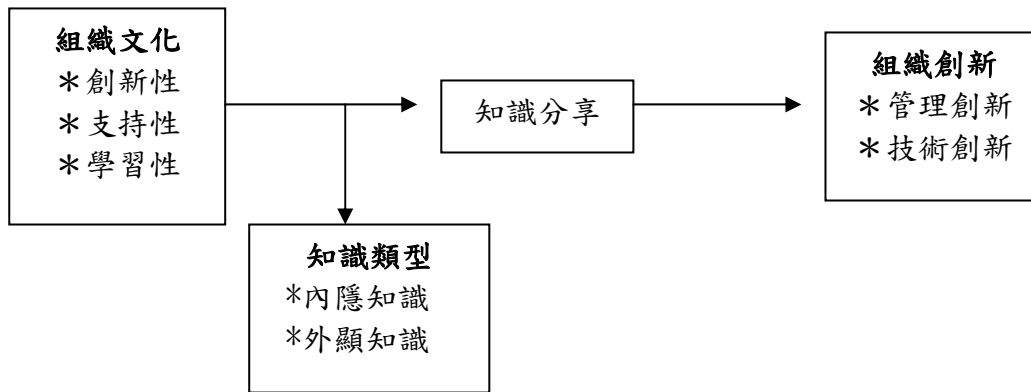 組織文化
＊創新性
＊支持性
＊學習性
知識分享
組織創新
＊管理創新
＊技術創新
知識類型
*內隱知識
*外顯知識